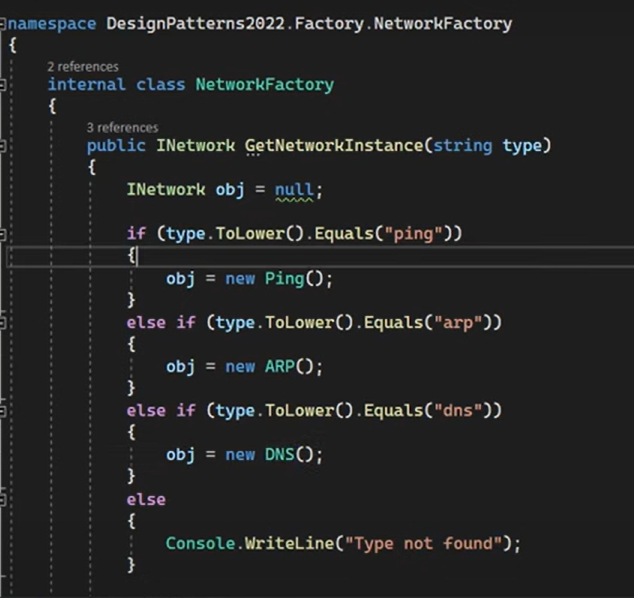 namespace DesignPatterns2022.Factory.NetworkFactory
{
2 references
internal class NetworkFactory
{
3 references
public INetwork GetNetworkInstance(string type)
{
INetwork obj = null;
if (type.ToLower().Equals("ping"))
{
obj = new Ping();
}
else if (type.ToLower().Equals("arp"))
{
obj = new ARP();
}
else if (type.ToLower().Equals("dns"))
{
obj = new DNS();
}
else
{
Console.WriteLine("Type not found");
}